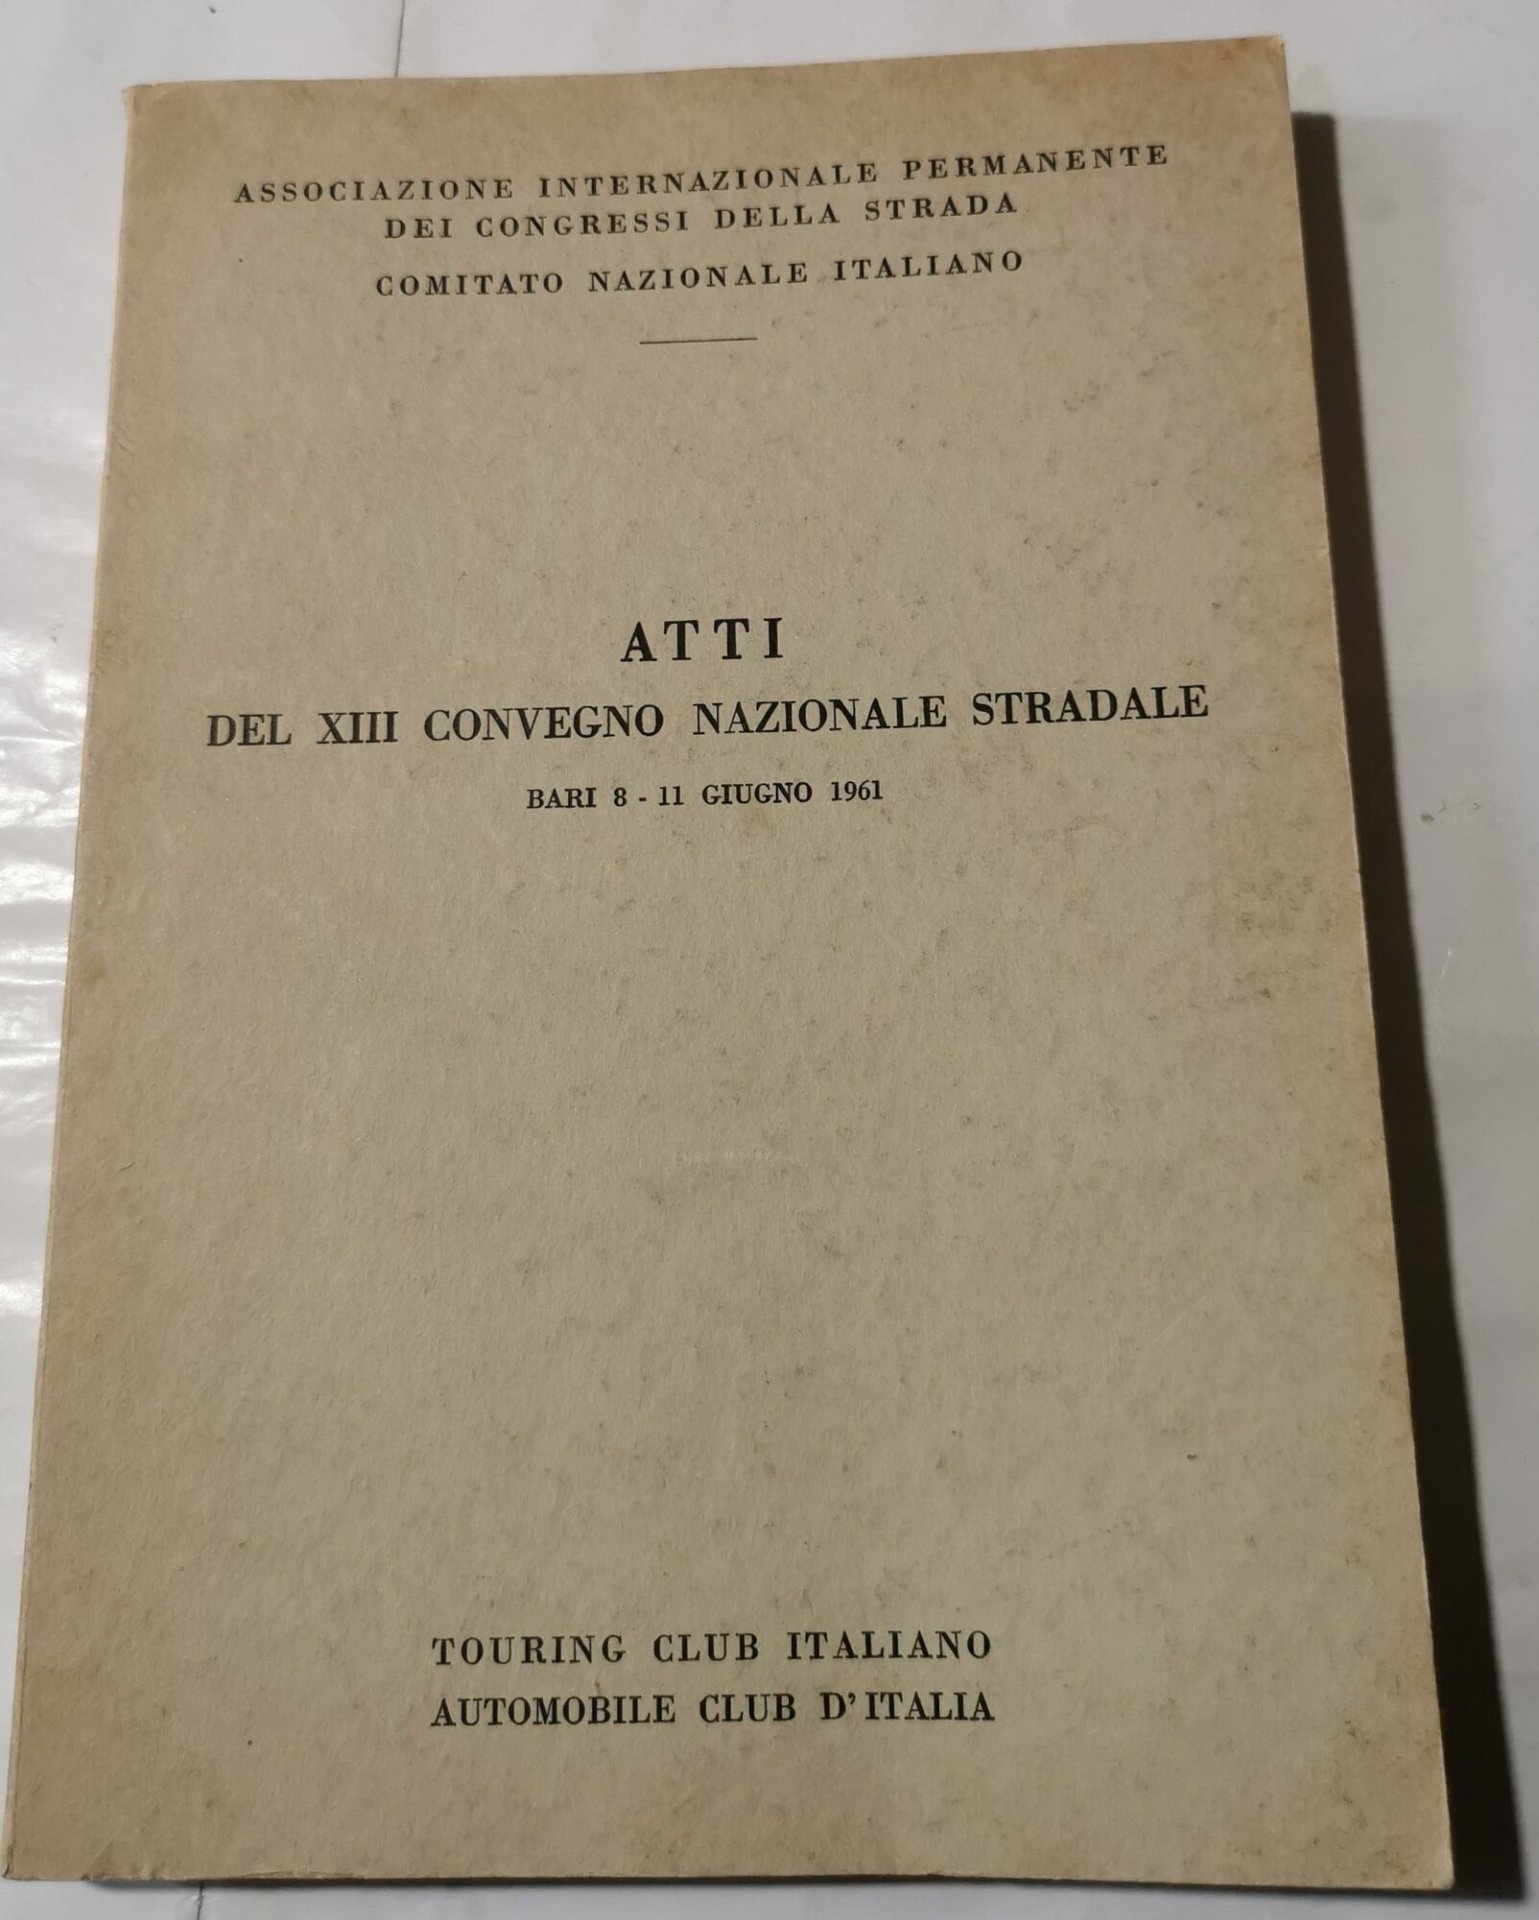 ASSOCIAZIONE INTERNAZIONALE PERMANENTE
DEI CONGRESSI DELLA STRADA
COMITATO NAZIONALE ITALIANO
ATTI
DEL XIII CONVEGNO NAZIONALE STRADALE
BARI 8 - 11 GIUGNO 1961
TOURING CLUB ITALIANO
AUTOMOBILE CLUB D'ITALIA